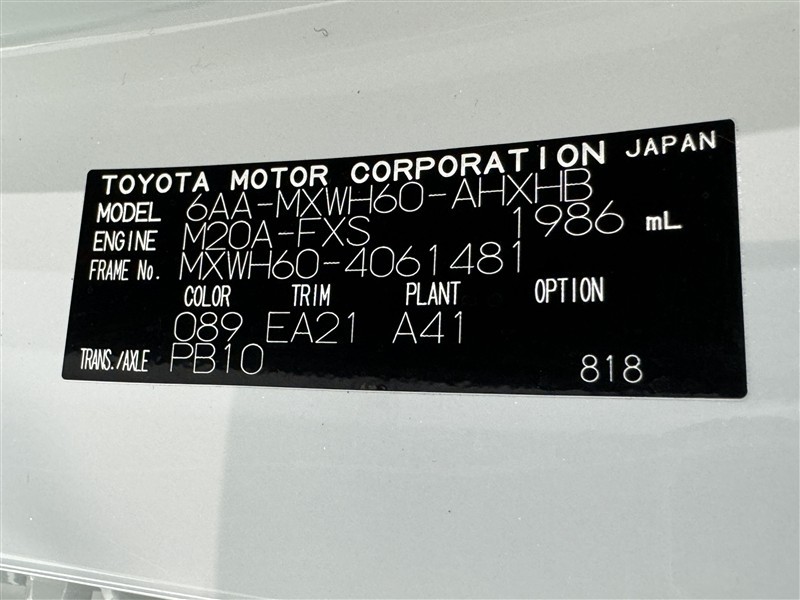 TOYOTA MOTOR CORPORATION JAPAN
MODEL 6AA-MXWH60-AHXHB
ENGINE M20A-FXS 1986 mL
FRAME No. MXWH60-4061481
COLOR TRIM PLANT OPTION
089 EA21 A41
TRANS./AXLE PB10 818